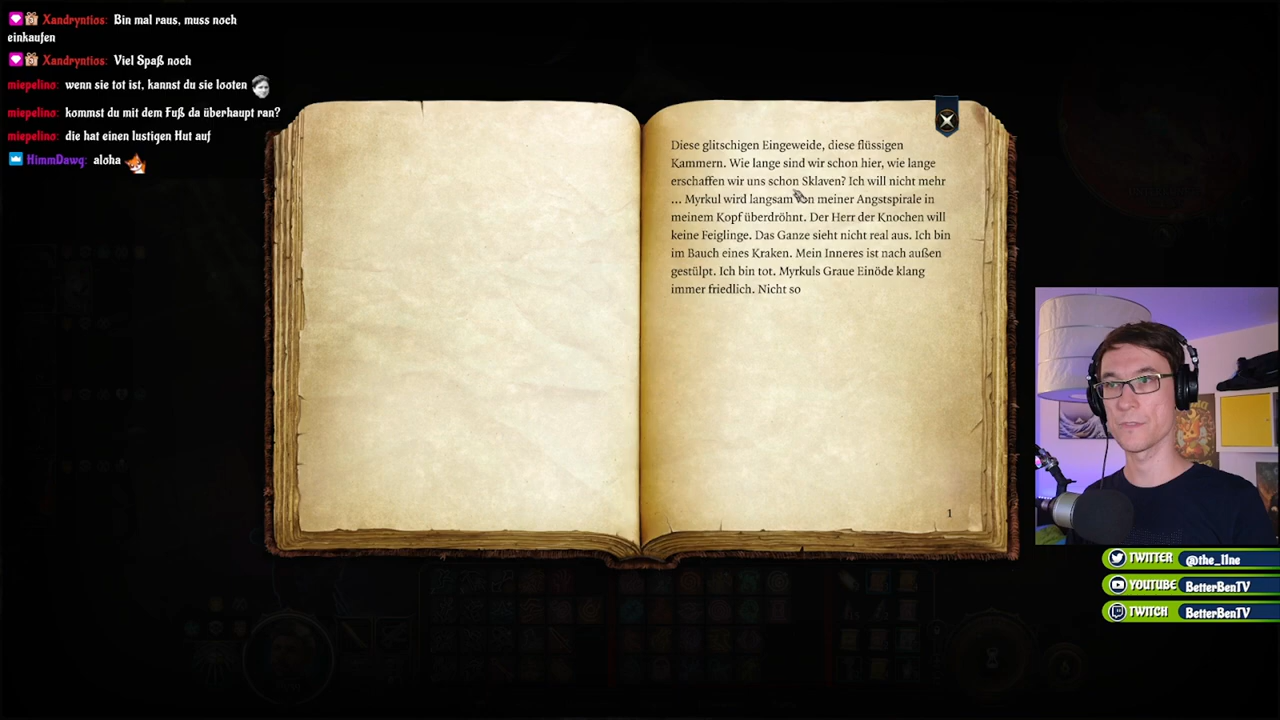 Xandryntios: Bin mal raus, muss noch
einkaufen
Xandryntios: Viel Spaß noch
miepelino: wenn sie tot ist, kannst du sie looten
miepelino: kommst du mit dem Fuß da überhaupt ran?
miepelino: die hat einen lustigen Hut auf
HimmDawg: aloha
Diese glitschigen Eingeweide, diese flüssigen
Kammern. Wie lange sind wir schon hier, wie lange
erschaffen wir uns schon Sklaven? Ich will nicht mehr
... Myrkul wird langsam von meiner Angstspirale in
meinem Kopf überdröhnt. Der Herr der Knochen will
keine Feiglinge. Das Ganze sieht nicht real aus. Ich bin
im Bauch eines Kraken. Mein Inneres ist nach außen
gestülpt. Ich bin tot. Myrkuls Graue Einöde klang
immer friedlich. Nicht so
1
TWITTER @the_l1ne
YOUTUBE BetterBenTV
TWITCH BetterBenTV